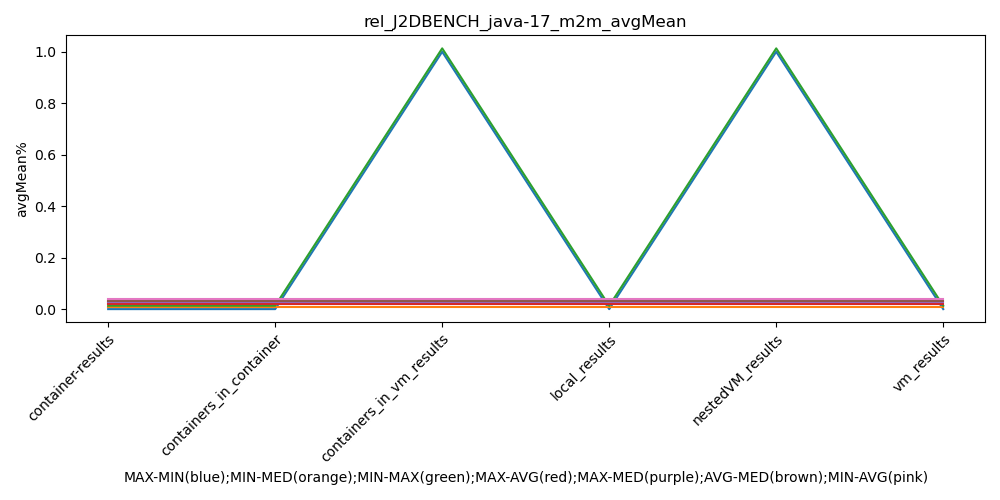 rel_J2DBENCH_java-17_m2m_avgMean
avgMean%
1.0
0.8
0.6
0.4
0.2
0.0
container-results
containers_in_container
containers_in_vm_results
local_results
nestedVM_results
vm_results
MAX-MIN(blue);MIN-MED(orange);MIN-MAX(green);MAX-AVG(red);MAX-MED(purple);AVG-MED(brown);MIN-AVG(pink)